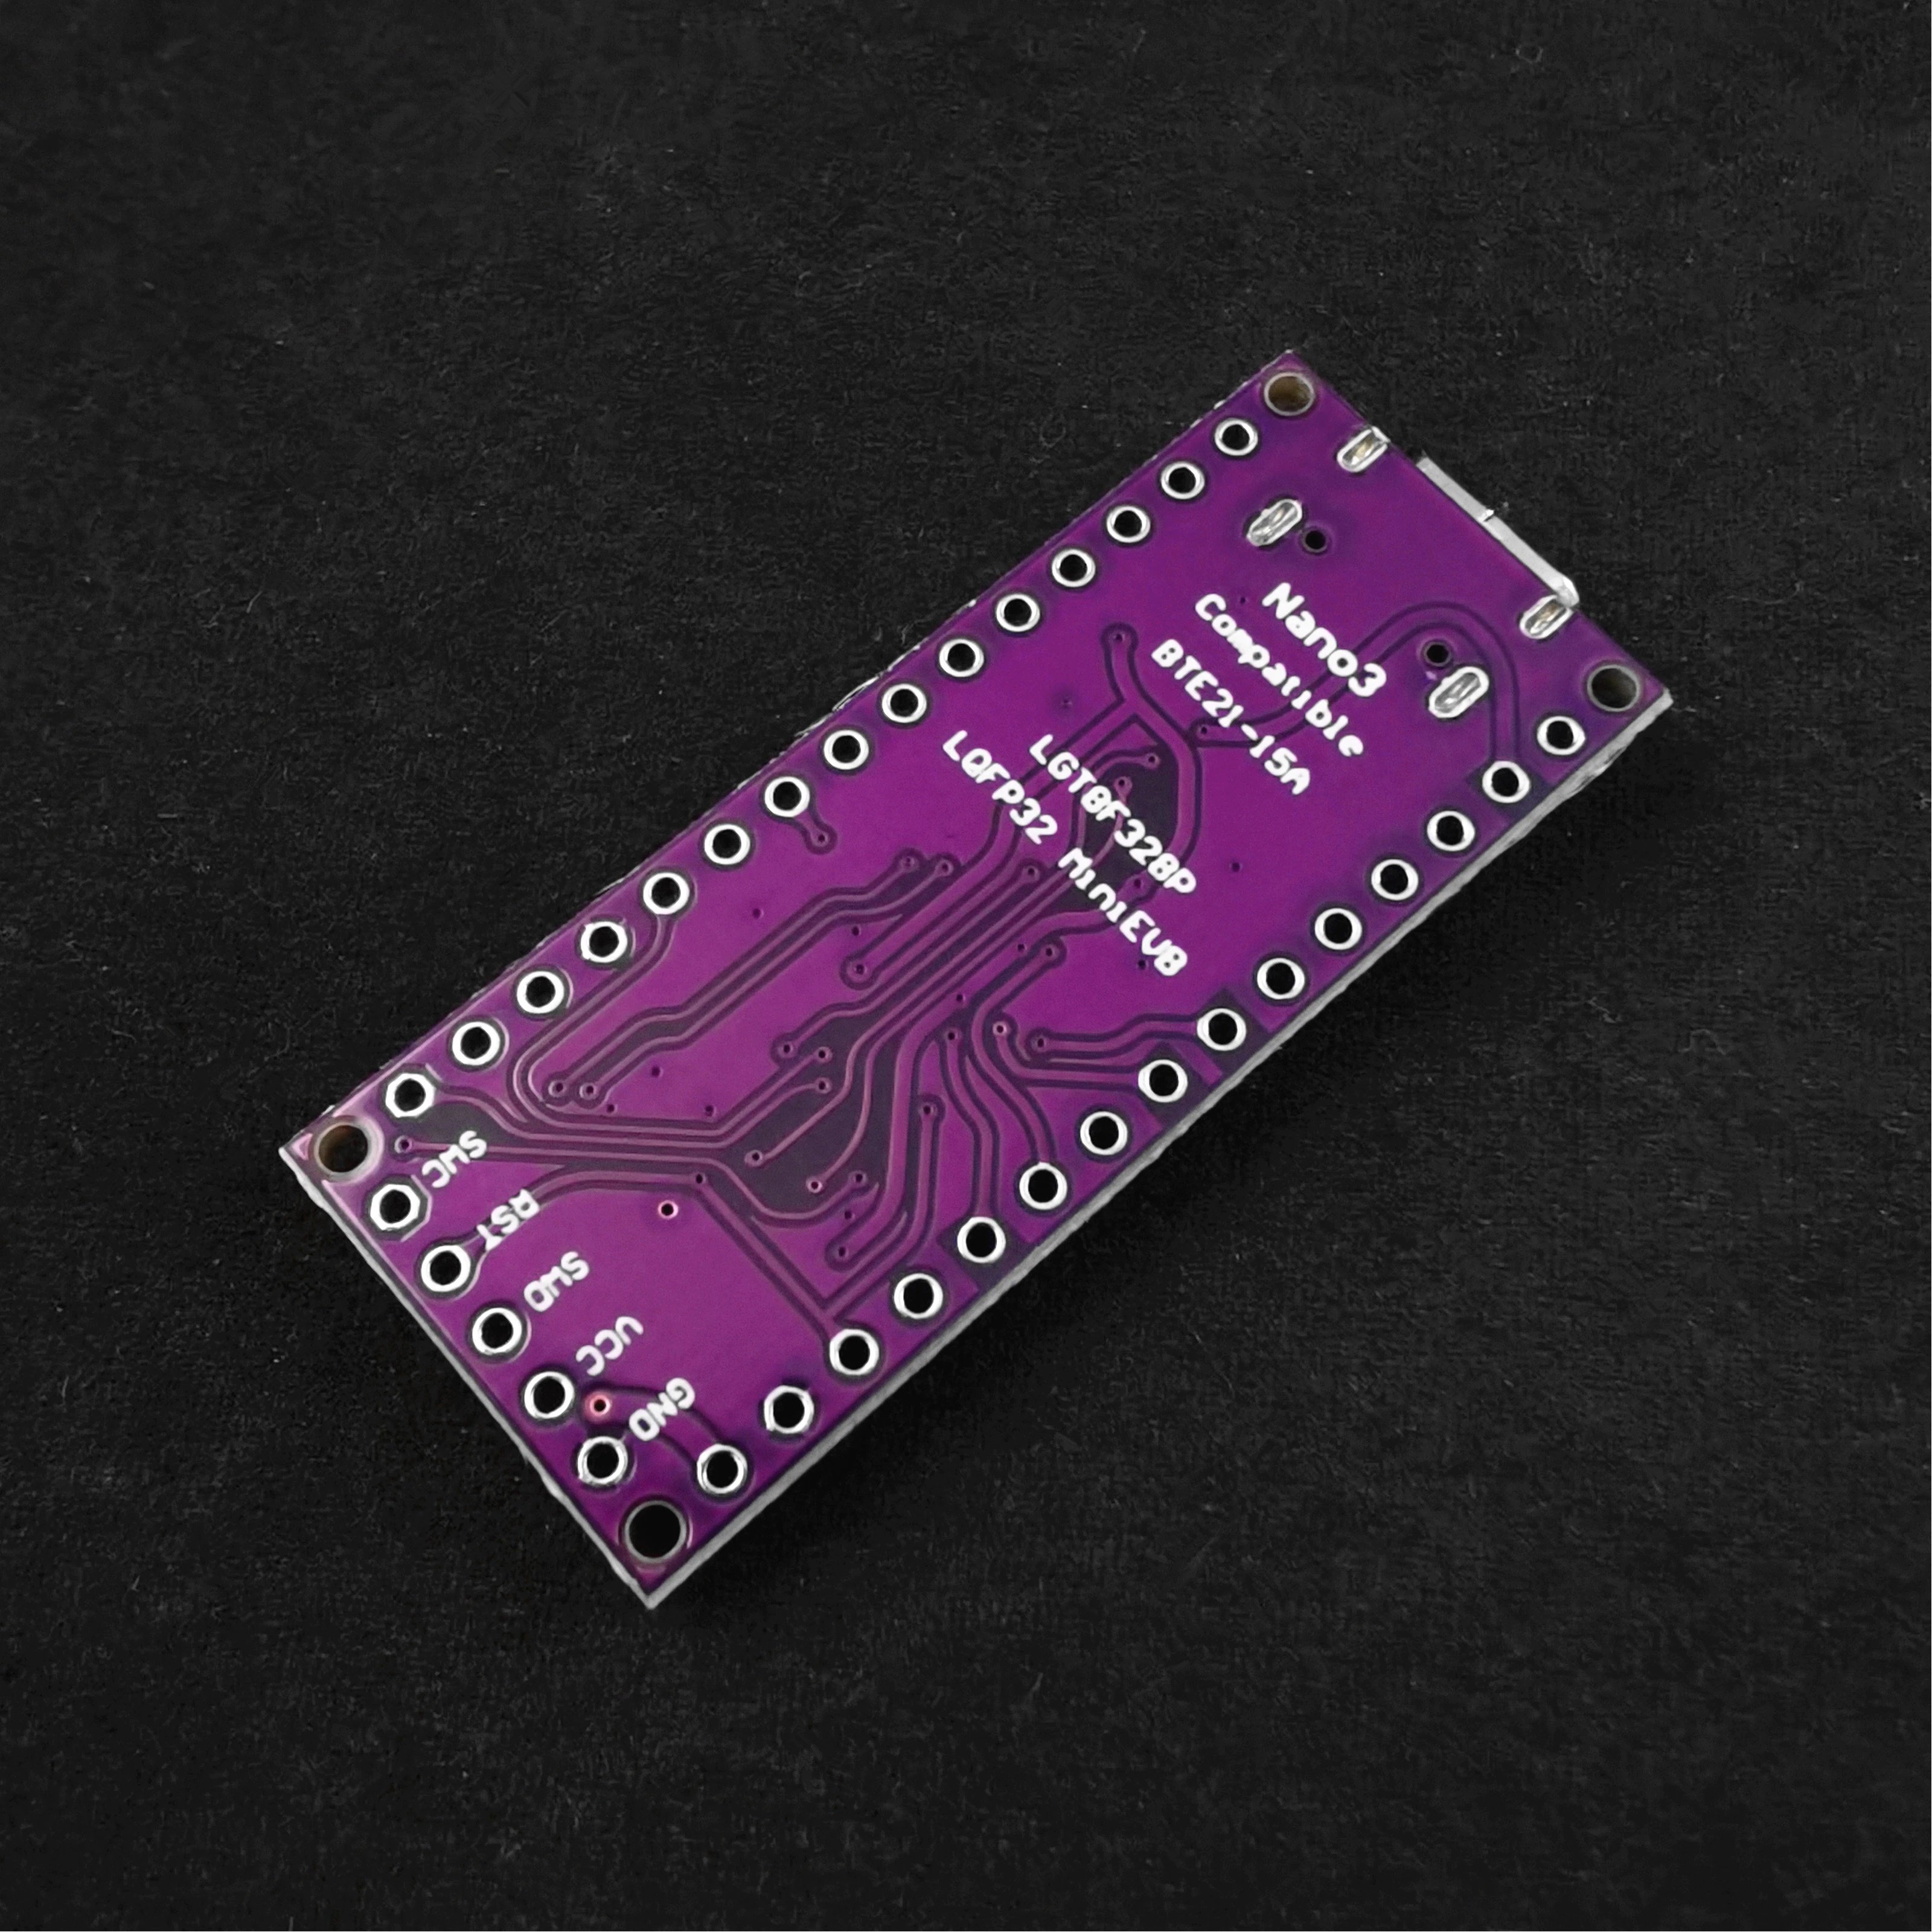 Nano3
Compatible
BTE21-15A
LGT8F328P
LQFP32 MiniEVB
SWC
RST
SWD
VCC
GND